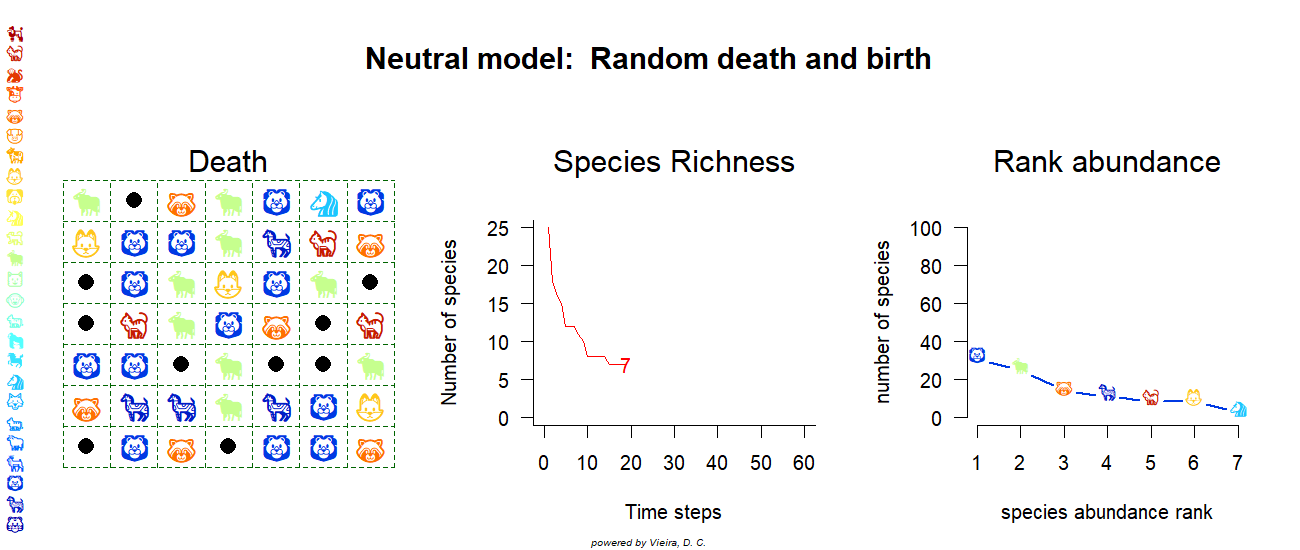 Neutral model:  Random death and birth
Death
Species Richness
Rank abundance
Number of species
25
20
15
10
5
0
7
0 10 20 30 40 50 60
Time steps
number of species
100
80
60
40
20
0
1 2 3 4 5 6 7
species abundance rank
powered by Vieira, D. C.